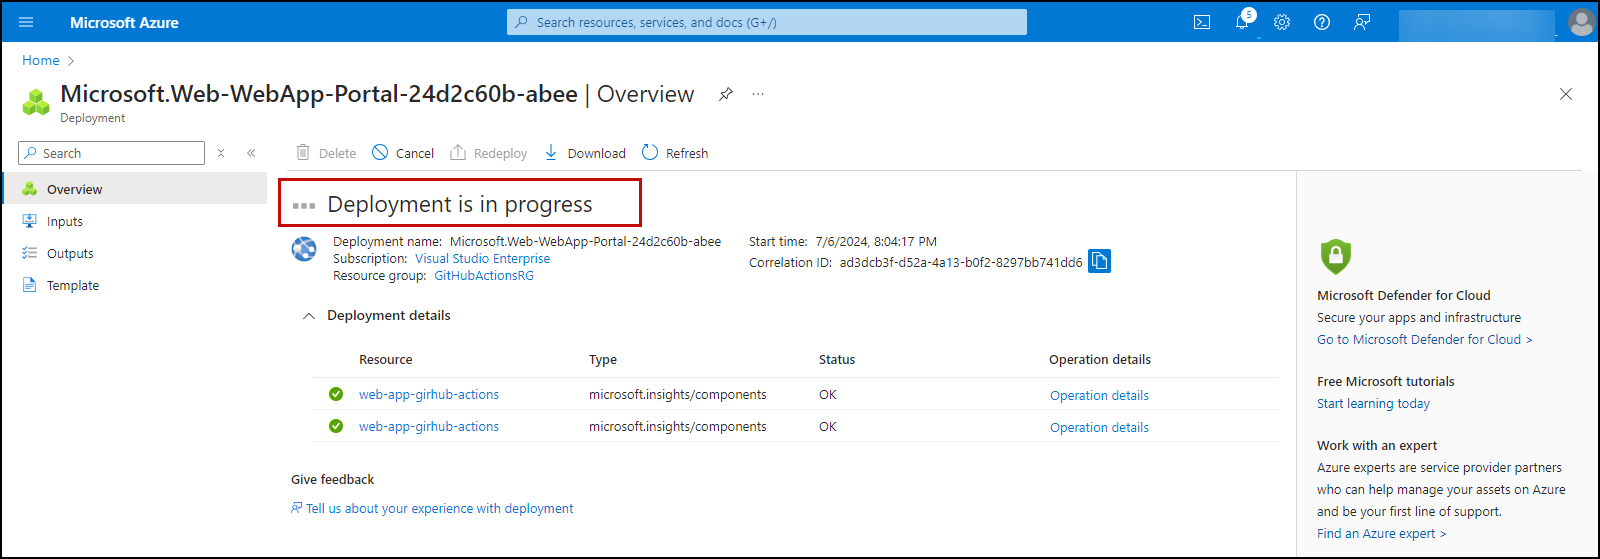 Microsoft Azure
Search resources, services, and docs (G+/)
5
Home >
Microsoft.Web-WebApp-Portal-24d2c60b-abee | Overview
Deployment
Search
Delete
Cancel
Redeploy
Download
Refresh
Overview
Inputs
Outputs
Template
Deployment is in progress
Deployment name: Microsoft.Web-WebApp-Portal-24d2c60b-abee
Subscription: Visual Studio Enterprise
Resource group: GitHubActionsRG
Start time: 7/6/2024, 8:04:17 PM
Correlation ID: ad3dcb3f-d52a-4a13-b0f2-8297bb741dd6
Deployment details
Resource Type Status Operation details
web-app-girhub-actions microsoft.insights/components OK Operation details
web-app-girhub-actions microsoft.insights/components OK Operation details
Give feedback
Tell us about your experience with deployment
Microsoft Defender for Cloud
Secure your apps and infrastructure
Go to Microsoft Defender for Cloud >
Free Microsoft tutorials
Start learning today
Work with an expert
Azure experts are service provider partners
who can help manage your assets on Azure
and be your first line of support.
Find an Azure expert >